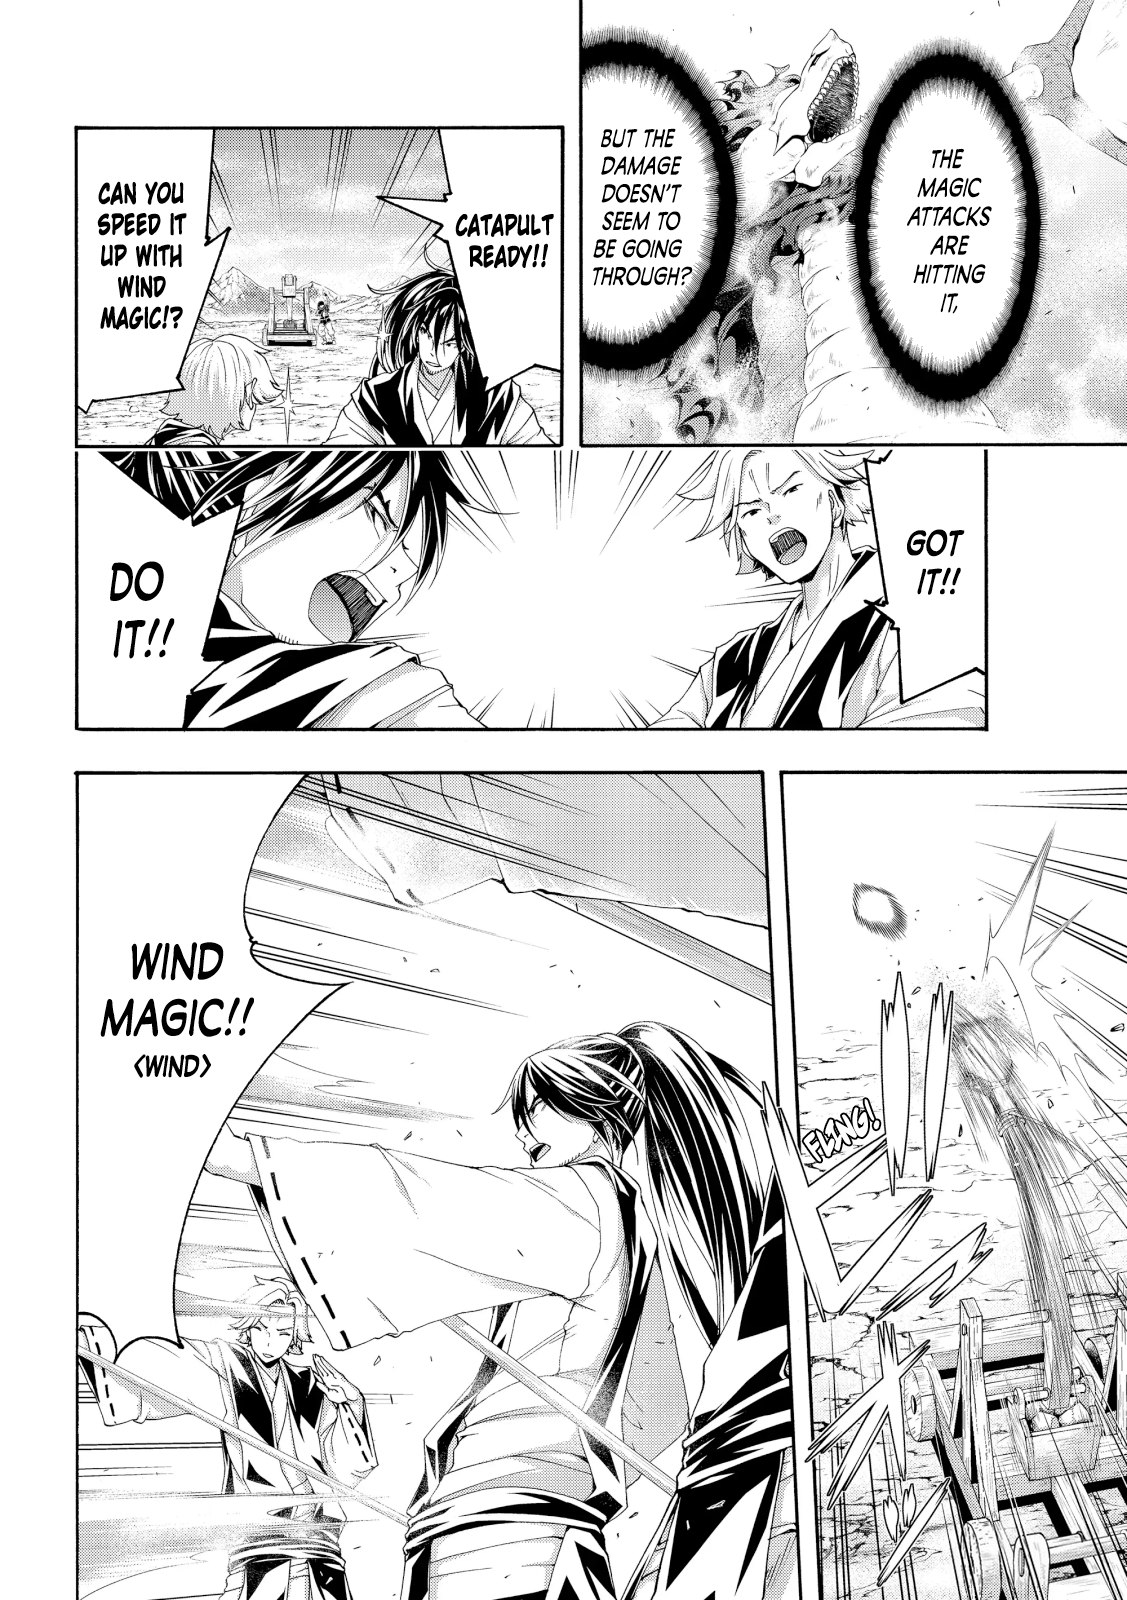 THE
MAGIC
ATTACKS
ARE
HITTING
IT,
BUT THE
DAMAGE
DOESN'T
SEEM TO
BE GOING
THROUGH?
CATAPULT
READY!!
CAN YOU
SPEED IT
UP WITH
WIND
MAGIC!?
GOT
IT!!
DO
IT!!
FLING!
WIND
MAGIC!!
〈WIND〉